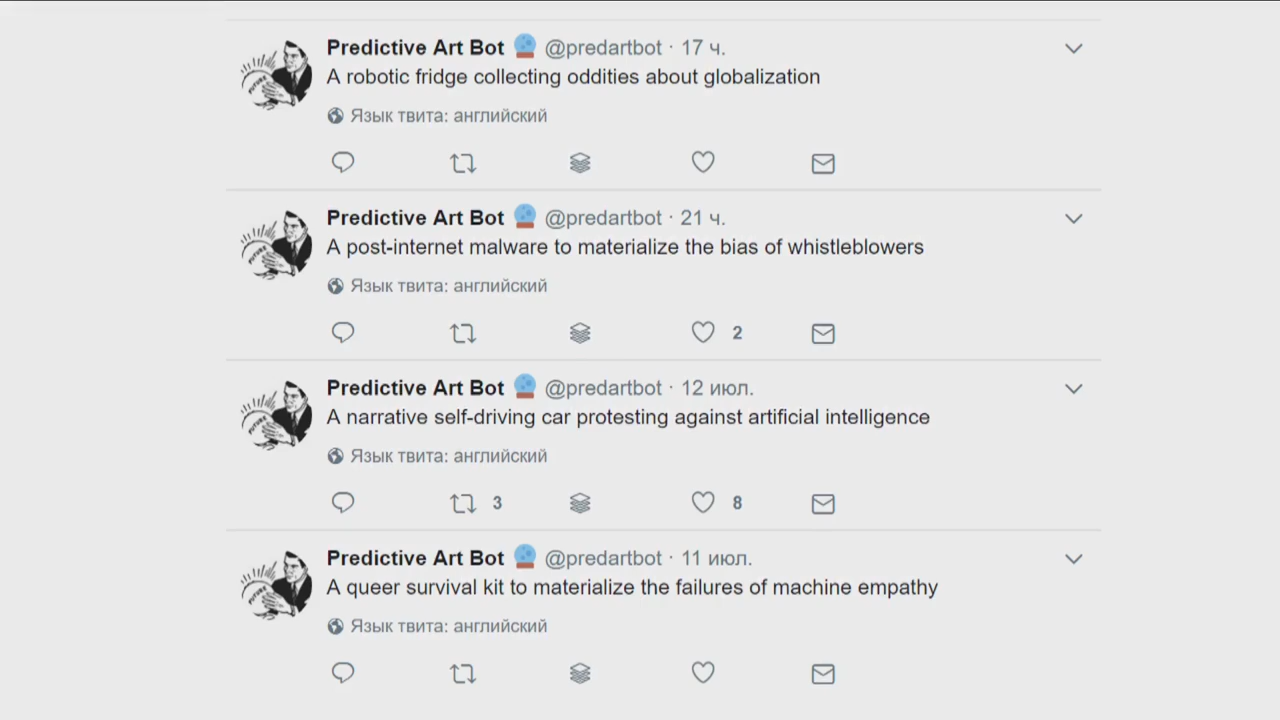 Predictive Art Bot @predartbot · 17 ч.
A robotic fridge collecting oddities about globalization
Язык твита: английский
Predictive Art Bot @predartbot · 21 ч.
A post-internet malware to materialize the bias of whistleblowers
Язык твита: английский
2
Predictive Art Bot @predartbot · 12 июл.
A narrative self-driving car protesting against artificial intelligence
Язык твита: английский
3 8
Predictive Art Bot @predartbot · 11 июл.
A queer survival kit to materialize the failures of machine empathy
Язык твита: английский